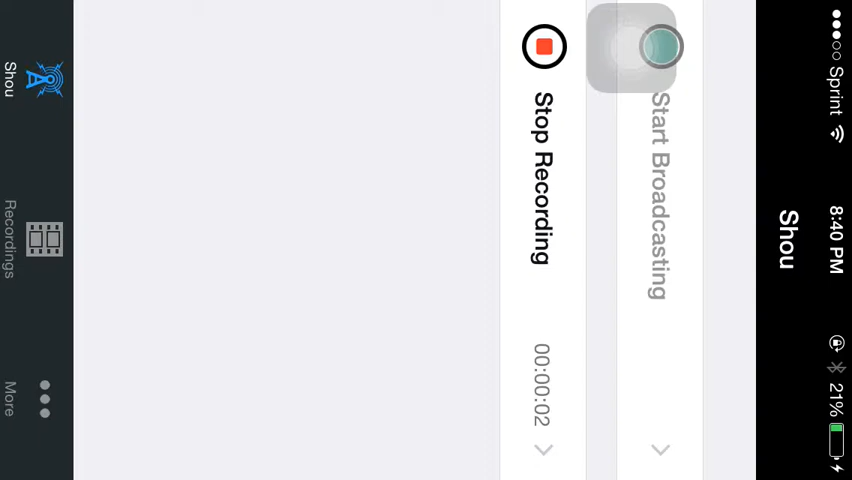 Sprint 8:40 PM 21%
Shou
Start Broadcasting
Stop Recording 00:00:02
Shou Recordings More